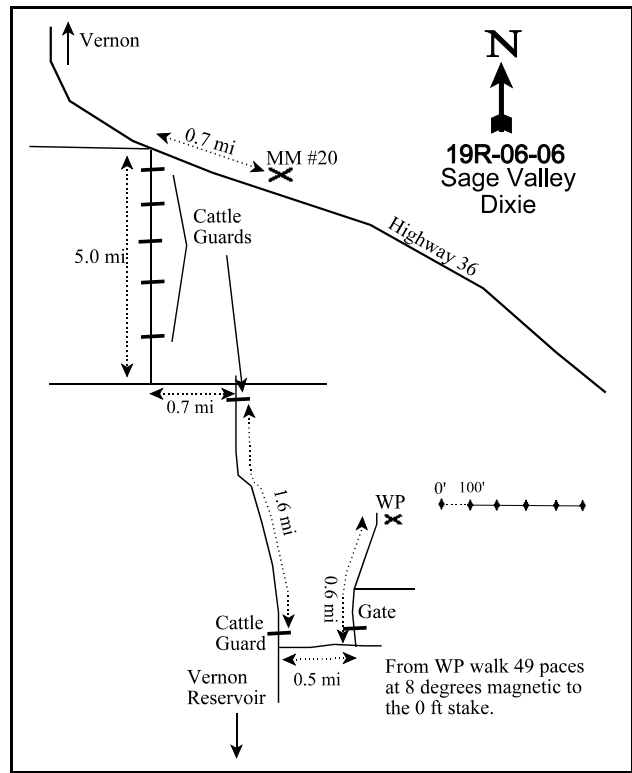 Vernon
N
19R-06-06
Sage Valley
Dixie
0.7 mi
MM #20
Cattle
Guards
5.0 mi
Highway 36
0.7 mi
1.6 mi
WP
0' 100'
0.6 mi
Cattle
Guard
Gate
0.5 mi
Vernon
Reservoir
From WP walk 49 paces
at 8 degrees magnetic to
the 0 ft stake.